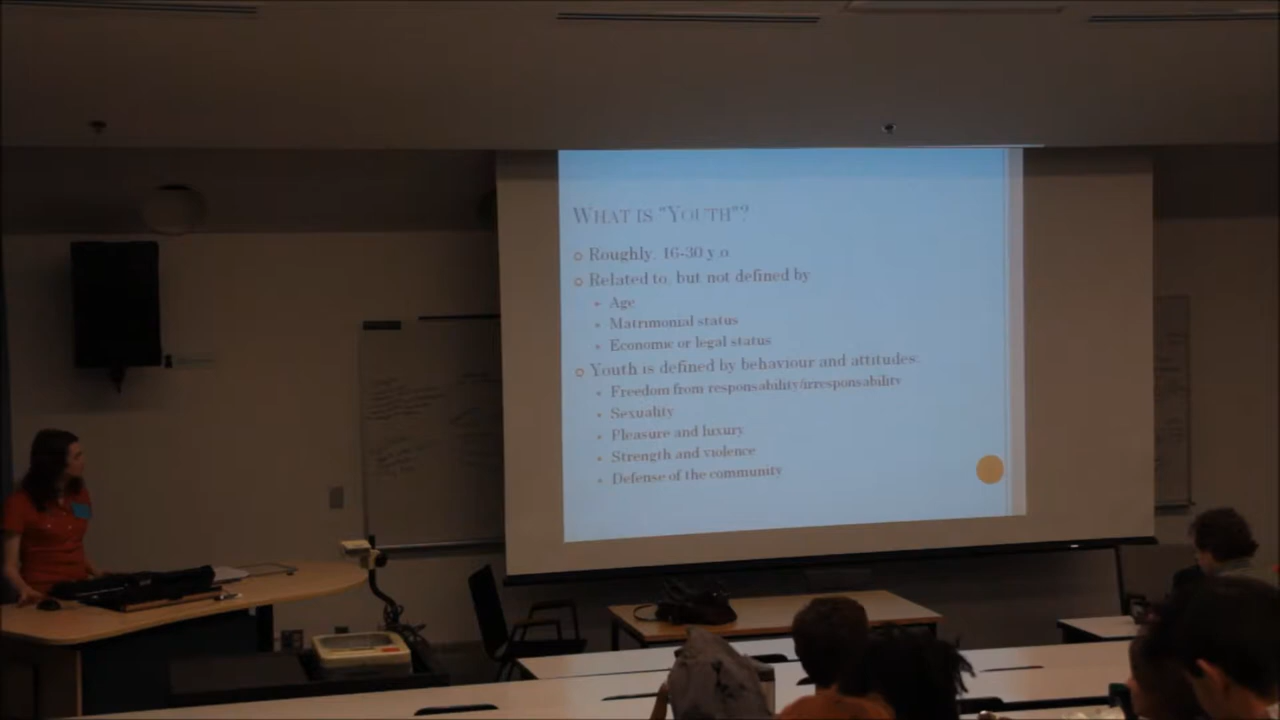 WHAT IS "YOUTH"?
Roughly, 16-30 y.o.
Related to, but not defined by
Age
Matrimonial status
Economic or legal status
Youth is defined by behaviour and attitudes:
Freedom from responsability/irresponsability
Sexuality
Pleasure and luxury
Strength and violence
Defense of the community